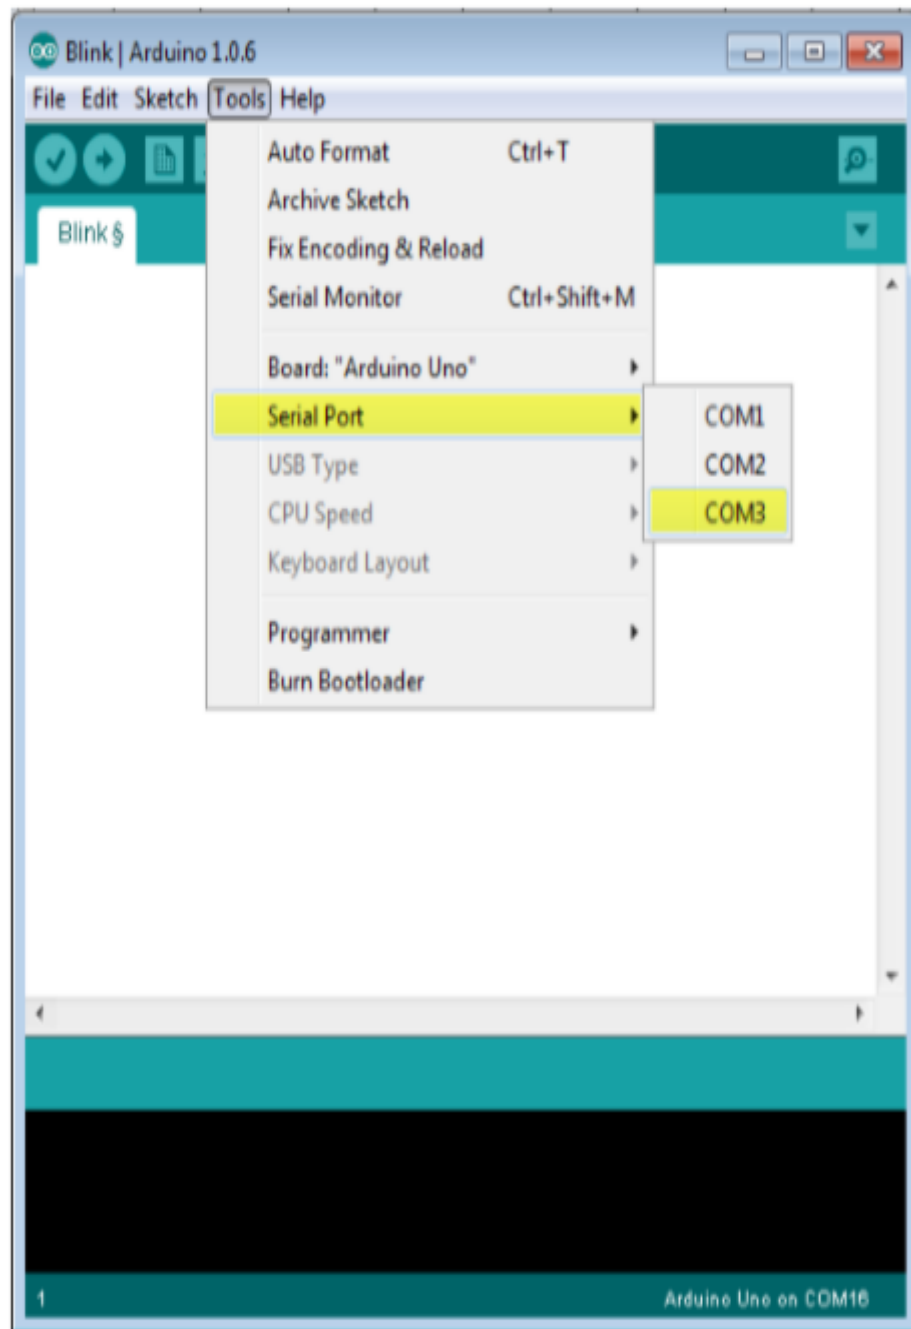 Blink | Arduino 1.0.6
File Edit Sketch Tools Help
Auto Format Ctrl+T
Archive Sketch
Blink §
Fix Encoding & Reload
Serial Monitor Ctrl+Shift+M
Board: "Arduino Uno"
Serial Port
COM1
USB Type
COM2
CPU Speed
COM3
Keyboard Layout
Programmer
Burn Bootloader
1
Arduino Uno on COM16